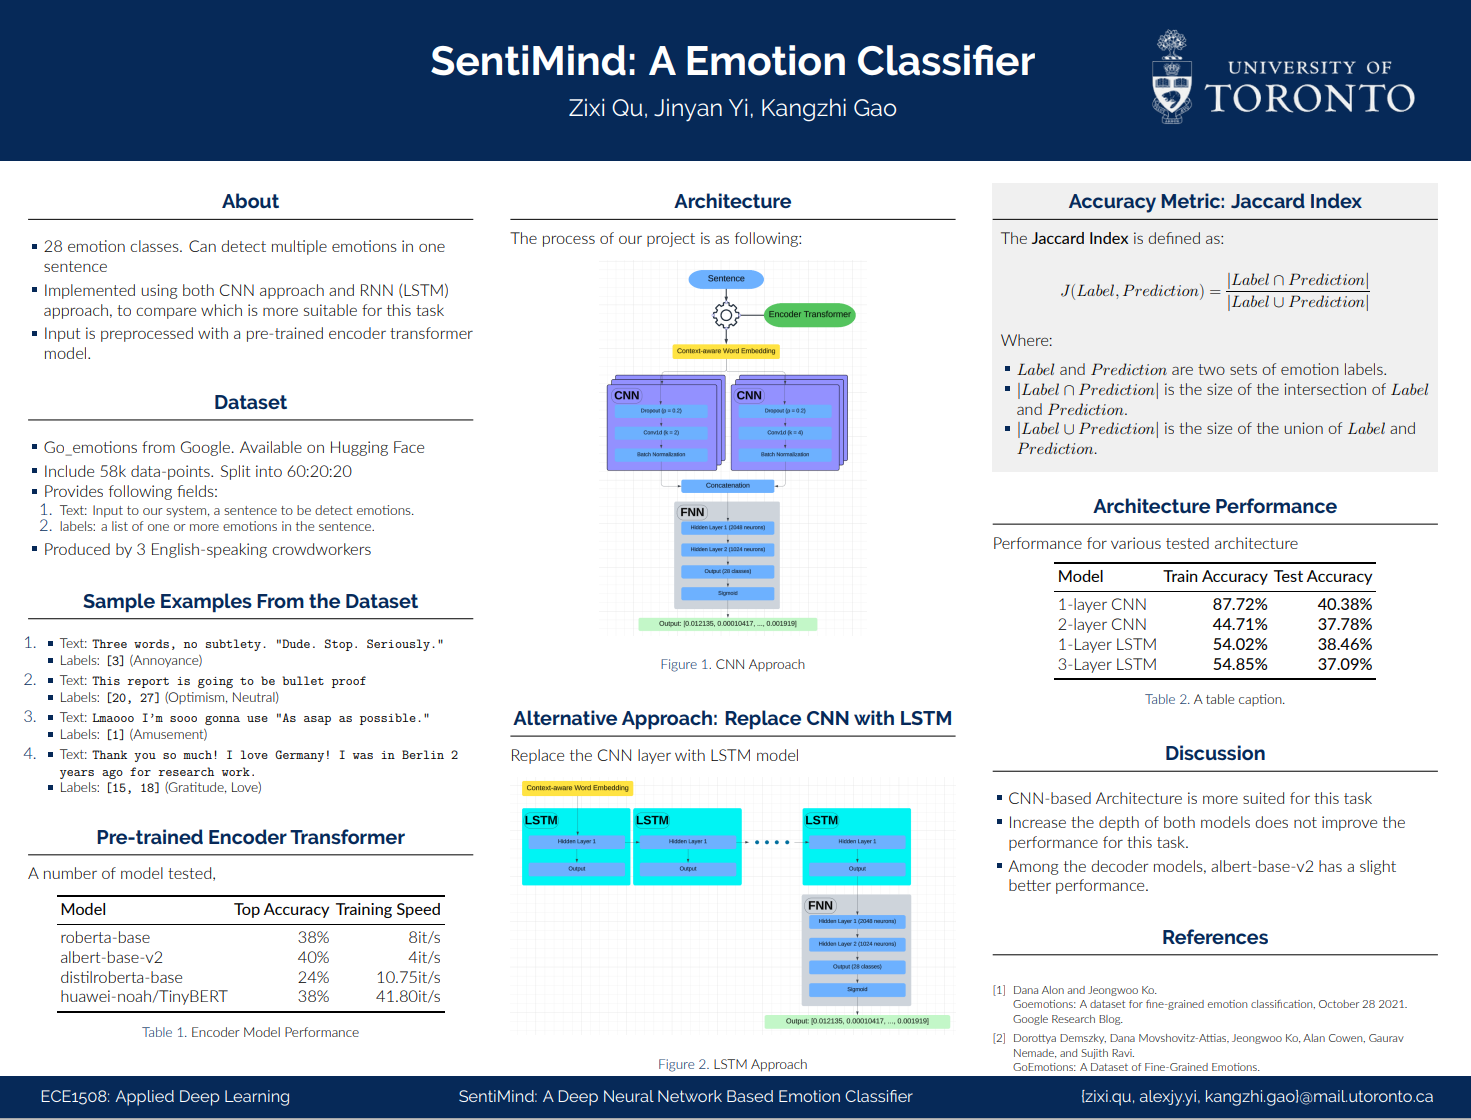 SentiMind: A Emotion Classifier
Zixi Qu, Jinyan Yi, Kangzhi Gao
UNIVERSITY OF
TORONTO
About
▪ 28 emotion classes. Can detect multiple emotions in one
sentence
▪ Implemented using both CNN approach and RNN (LSTM)
approach, to compare which is more suitable for this task
▪ Input is preprocessed with a pre-trained encoder transformer
model.
Dataset
▪ Go_emotions from Google. Available on Hugging Face
▪ Include 58k data-points. Split into 60:20:20
▪ Provides following fields:
1. Text: Input to our system, a sentence to be detect emotions.
2. labels: a list of one or more emotions in the sentence.
▪ Produced by 3 English-speaking crowdworkers
Sample Examples From the Dataset
1. ▪ Text: Three words, no subtlety. "Dude. Stop. Seriously."
▪ Labels: [3] (Annoyance)
2. ▪ Text: This report is going to be bullet proof
▪ Labels: [20, 27] (Optimism, Neutral)
3. ▪ Text: Lmaooo I'm sooo gonna use "As asap as possible."
▪ Labels: [1] (Amusement)
4. ▪ Text: Thank you so much! I love Germany! I was in Berlin 2
years ago for research work.
▪ Labels: [15, 18] (Gratitude, Love)
Pre-trained Encoder Transformer
A number of model tested,
Model Top Accuracy Training Speed
roberta-base 38% 8it/s
albert-base-v2 40% 4it/s
distilroberta-base 24% 10.75it/s
huawei-noah/TinyBERT 38% 41.80it/s
Table 1. Encoder Model Performance
Architecture
The process of our project is as following:
Sentence
Encoder Transformer
Context-aware Word Embedding
CNN CNN
Dropout (p = 0.2) Dropout (p = 0.2)
Conv1d (k = 2) Conv1d (k = 4)
Batch Normalization Batch Normalization
Concatenation
FNN
Hidden Layer 1 (2048 neurons)
Hidden Layer 2 (1024 neurons)
Output (28 classes)
Sigmoid
Output: [0.012135, 0.00010417, ..., 0.001919]
Figure 1. CNN Approach
Alternative Approach: Replace CNN with LSTM
Replace the CNN layer with LSTM model
Context-aware Word Embedding
LSTM LSTM LSTM
Hidden Layer 1 Hidden Layer 1 Hidden Layer 1
Output Output Output
FNN
Hidden Layer 1 (2048 neurons)
Hidden Layer 2 (1024 neurons)
Output (28 classes)
Sigmoid
Output: [0.012135, 0.00010417, ..., 0.001919]
Figure 2. LSTM Approach
Accuracy Metric: Jaccard Index
The Jaccard Index is defined as:
J(Label, Prediction) = |Label ∩ Prediction|
|Label ∪ Prediction|
Where:
▪ Label and Prediction are two sets of emotion labels.
▪ |Label ∩ Prediction| is the size of the intersection of Label
and Prediction.
▪ |Label ∪ Prediction| is the size of the union of Label and
Prediction.
Architecture Performance
Performance for various tested architecture
Model Train Accuracy Test Accuracy
1-layer CNN 87.72% 40.38%
2-layer CNN 44.71% 37.78%
1-Layer LSTM 54.02% 38.46%
3-Layer LSTM 54.85% 37.09%
Table 2. A table caption.
Discussion
▪ CNN-based Architecture is more suited for this task
▪ Increase the depth of both models does not improve the
performance for this task.
▪ Among the decoder models, albert-base-v2 has a slight
better performance.
References
[1] Dana Alon and Jeongwoo Ko.
Goemotions: A dataset for fine-grained emotion classification, October 28 2021.
Google Research Blog.
[2] Dorottya Demszky, Dana Movshovitz-Attias, Jeongwoo Ko, Alan Cowen, Gaurav
Nemade, and Sujith Ravi.
GoEmotions: A Dataset of Fine-Grained Emotions.
ECE1508: Applied Deep Learning
SentiMind: A Deep Neural Network Based Emotion Classifier
{zixi.qu, alexjy.yi, kangzhi.gao}@mail.utoronto.ca